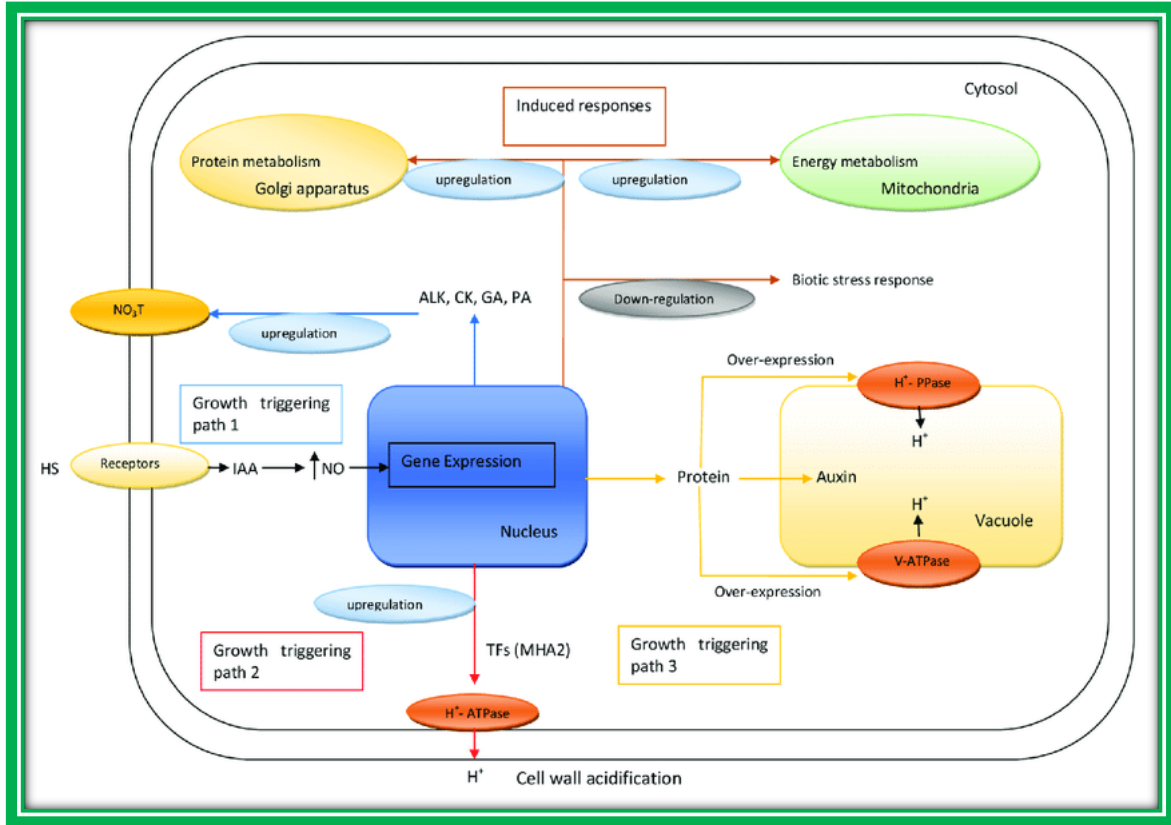 Cytosol
Induced responses
Protein metabolism
Golgi apparatus
upregulation
upregulation
Energy metabolism
Mitochondria
Biotic stress response
Down-regulation
ALK, CK, GA, PA
NO₃T
upregulation
Over-expression
H⁺- PPase
H⁺
Growth triggering
path 1
HS
Receptors
IAA
NO
Gene Expression
Nucleus
Protein
Auxin
H⁺
Vacuole
V-ATPase
Over-expression
upregulation
TFs (MHA2)
Growth triggering
path 2
Growth triggering
path 3
H⁺- ATPase
H⁺
Cell wall acidification